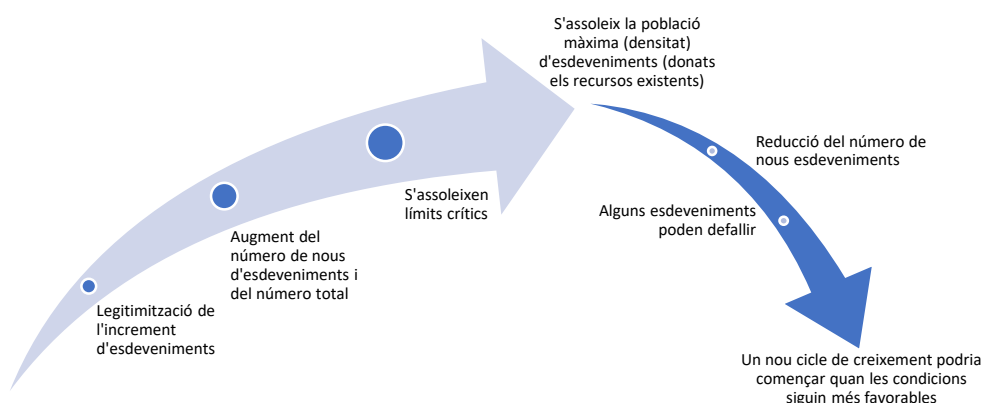 S'assoleix la població
màxima (densitat)
d'esdeveniments (donats
els recursos existents)
Reducció del número de
nous esdeveniments
S'assoleixen
límits crítics
Alguns esdeveniments
poden defallir
Augment del
número de nous
d'esdeveniments i
del número total
Legitimització de
l'increment
d'esdeveniments
Un nou cicle de creixement podria
començar quan les condicions
siguin més favorables